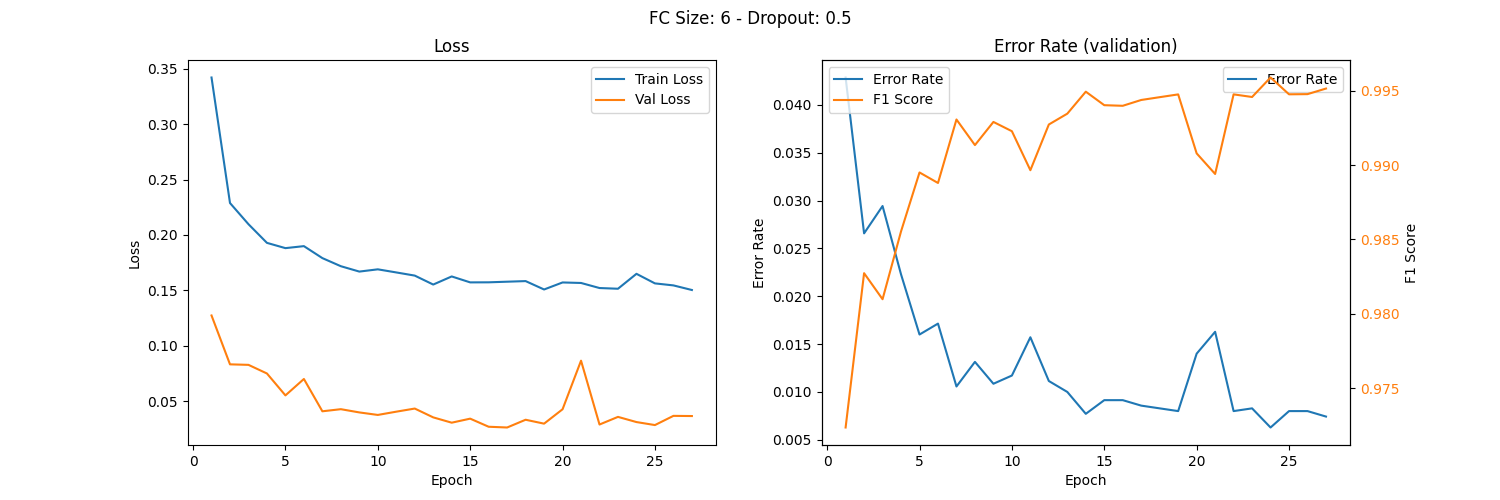 FC Size: 6 - Dropout: 0.5
Loss
Train Loss
Val Loss
0.35
0.30
0.25
0.20
0.15
0.10
0.05
Loss
0
5
10
15
20
25
Epoch
Error Rate (validation)
Error Rate
F1 Score
Error Rate
0.040
0.035
0.030
0.025
0.020
0.015
0.010
0.005
Error Rate
0
5
10
15
20
25
Epoch
0.995
0.990
0.985
0.980
0.975
F1 Score